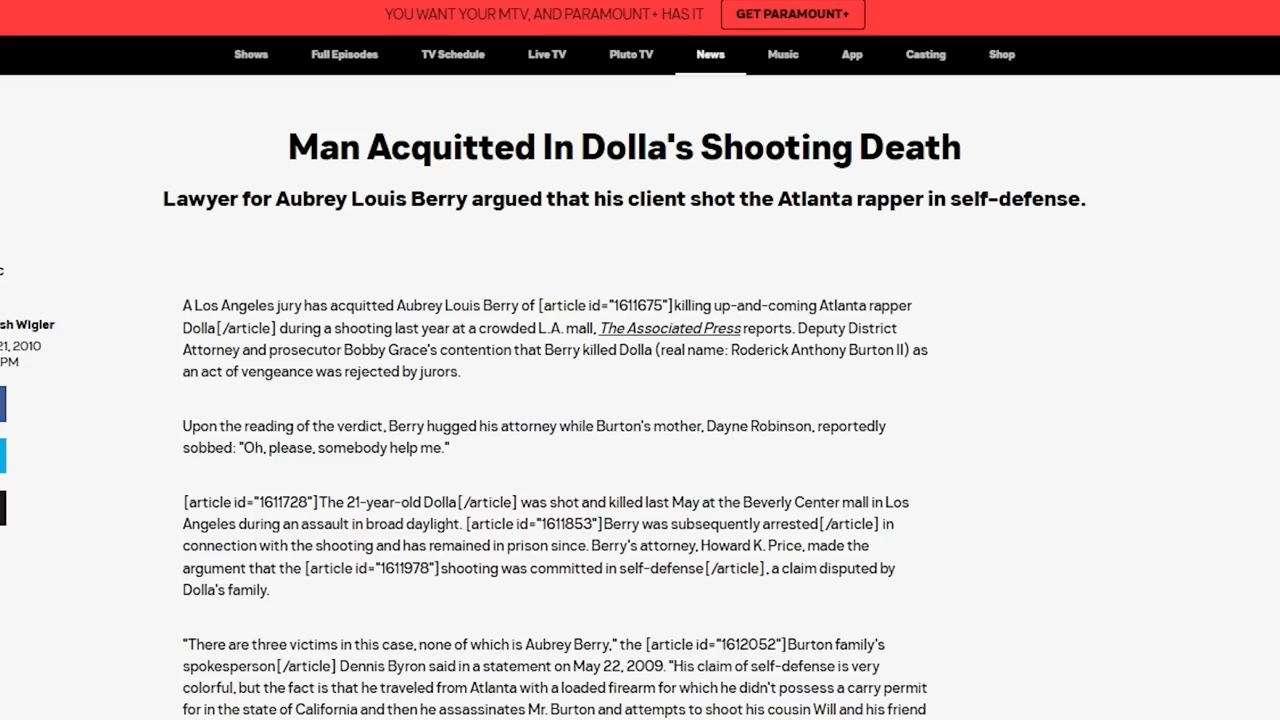 YOU WANT YOUR MTV, AND PARAMOUNT+ HAS IT GET PARAMOUNT+
Shows Full Episodes TV Schedule Live TV Pluto TV News Music App Casting Shop
Man Acquitted In Dolla's Shooting Death
Lawyer for Aubrey Louis Berry argued that his client shot the Atlanta rapper in self-defense.
c
sh Wigler
21, 2010
PM
A Los Angeles jury has acquitted Aubrey Louis Berry of [article id="1611675"]killing up-and-coming Atlanta rapper
Dolla[/article] during a shooting last year at a crowded L.A. mall, The Associated Press reports. Deputy District
Attorney and prosecutor Bobby Grace's contention that Berry killed Dolla (real name: Roderick Anthony Burton II) as
an act of vengeance was rejected by jurors.
Upon the reading of the verdict, Berry hugged his attorney while Burton's mother, Dayne Robinson, reportedly
sobbed: "Oh, please, somebody help me."
[article id="1611728"]The 21-year-old Dolla[/article] was shot and killed last May at the Beverly Center mall in Los
Angeles during an assault in broad daylight. [article id="1611853"]Berry was subsequently arrested[/article] in
connection with the shooting and has remained in prison since. Berry's attorney, Howard K. Price, made the
argument that the [article id="1611978"]shooting was committed in self-defense[/article], a claim disputed by
Dolla's family.
"There are three victims in this case, none of which is Aubrey Berry," the [article id="1612052"]Burton family's
spokesperson[/article] Dennis Byron said in a statement on May 22, 2009. "His claim of self-defense is very
colorful, but the fact is that he traveled from Atlanta with a loaded firearm for which he didn't possess a carry permit
for in the state of California and then he assassinates Mr. Burton and attempts to shoot his cousin Will and his friend